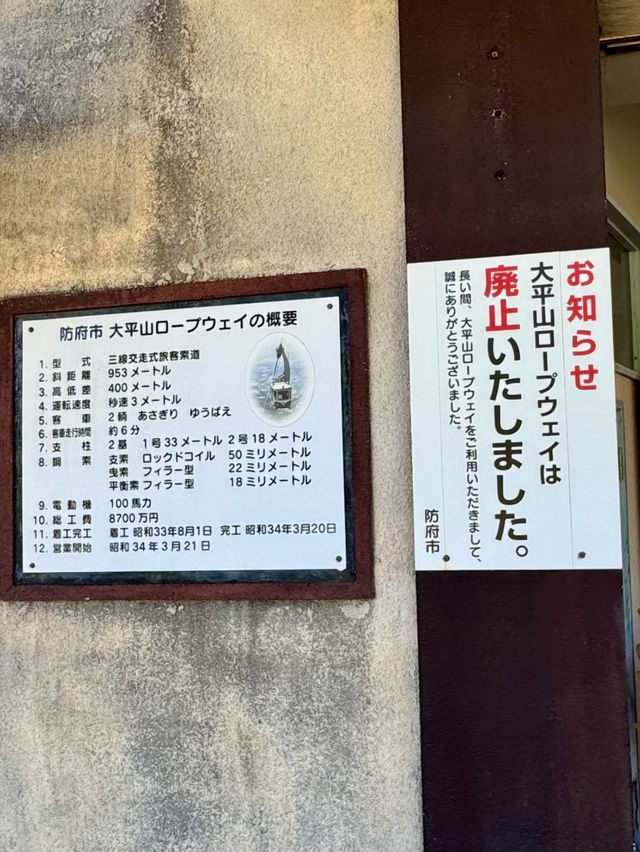 防府市 大平山ロープウェイの概要
1. 型式 三線交走式旅客索道
2. 斜距離 953メートル
3. 高低差 400メートル
4. 運転速度 秒速3メートル
5. 客車 2輌 あさぎり ゆうばえ
6. 客車走行時間 約6分
7. 支柱 2基 1号33メートル 2号18メートル
8. 鋼索 支索 ロックドコイル 50ミリメートル
曳索 フィラー型 22ミリメートル
平衡索 フィラー型 18ミリメートル
9. 電動機 100馬力
10. 総工費 8700万円
11. 着工完工 着工 昭和33年8月1日 完工 昭和34年3月20日
12. 営業開始 昭和34年3月21日
お知らせ
大平山ロープウェイは
廃止いたしました。
長い間、大平山ロープウェイをご利用いただきまして、
誠にありがとうございました。
防府市